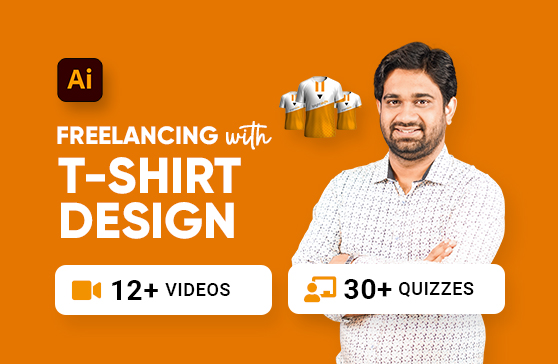 Ai
FREELANCING with
T-SHIRT
DESIGN
12+ VIDEOS
30+ QUIZZES